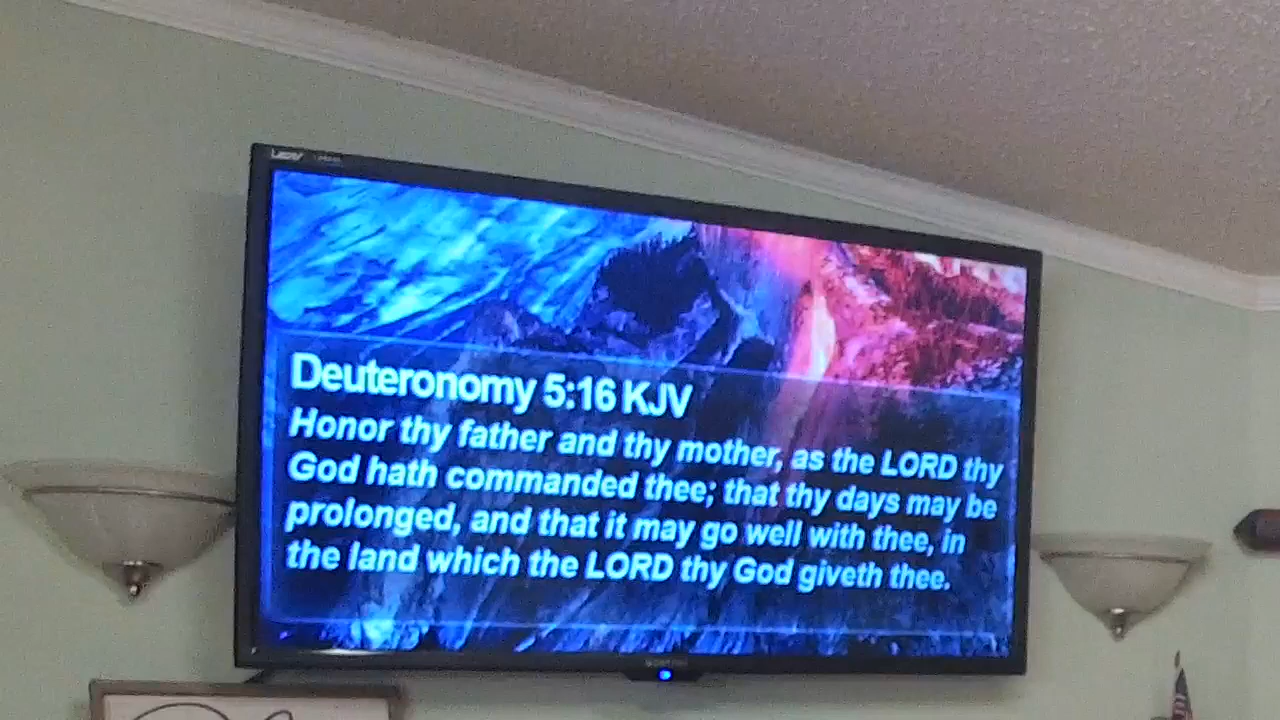 Deuteronomy 5:16 KJV
Honor thy father and thy mother, as the LORD thy
God hath commanded thee; that thy days may be
prolonged, and that it may go well with thee, in
the land which the LORD thy God giveth thee.